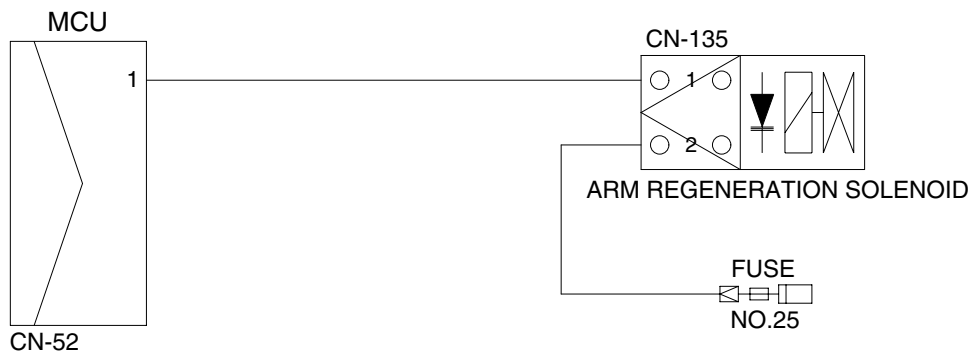 MCU
CN-135
1
1
2
ARM REGENERATION SOLENOID
FUSE
NO.25
CN-52